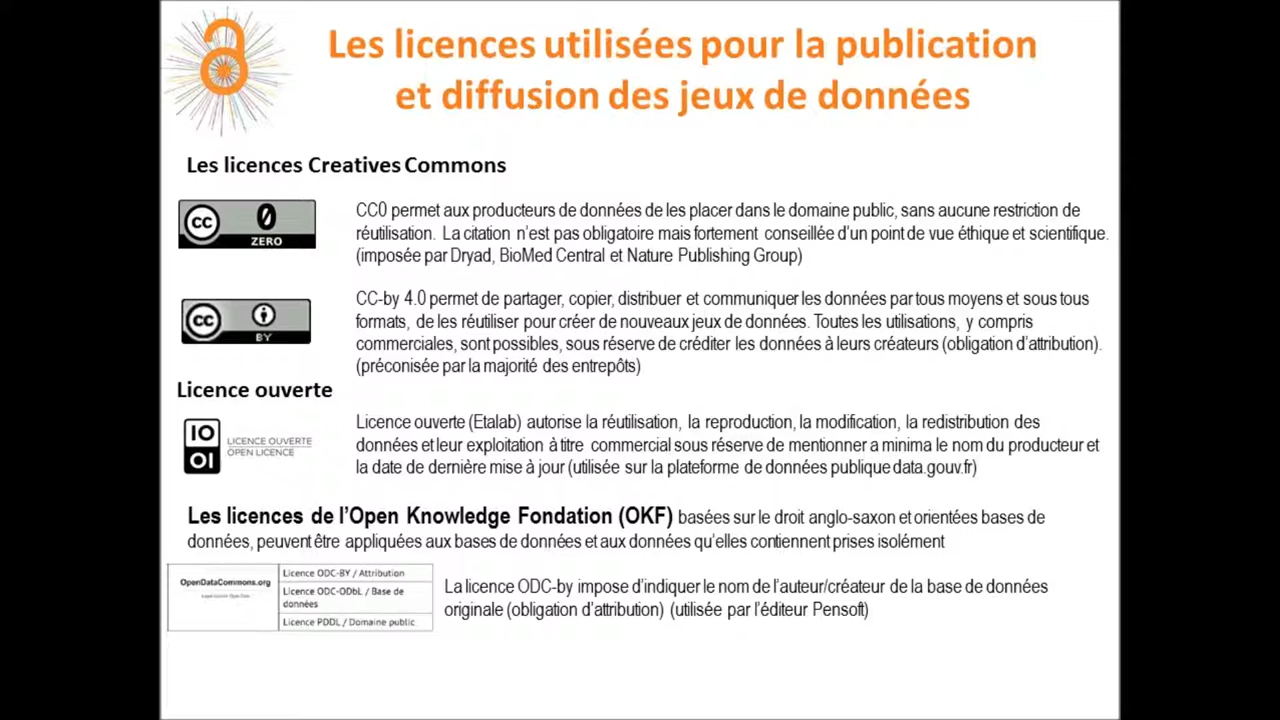 Les licences utilisées pour la publication
et diffusion des jeux de données
Les licences Creatives Commons
CC0 permet aux producteurs de données de les placer dans le domaine public, sans aucune restriction de
réutilisation. La citation n'est pas obligatoire mais fortement conseillée d'un point de vue éthique et scientifique.
(imposée par Dryad, BioMed Central et Nature Publishing Group)
cc 0
ZERO
CC-by 4.0 permet de partager, copier, distribuer et communiquer les données par tous moyens et sous tous
formats, de les réutiliser pour créer de nouveaux jeux de données. Toutes les utilisations, y compris
commerciales, sont possibles, sous réserve de créditer les données à leurs créateurs (obligation d'attribution).
(préconisée par la majorité des entrepôts)
cc
BY
Licence ouverte
Licence ouverte (Etalab) autorise la réutilisation, la reproduction, la modification, la redistribution des
données et leur exploitation à titre commercial sous réserve de mentionner a minima le nom du producteur et
la date de dernière mise à jour (utilisée sur la plateforme de données publique data.gouv.fr)
IO
OI
LICENCE OUVERTE
OPEN LICENCE
Les licences de l'Open Knowledge Fondation (OKF) basées sur le droit anglo-saxon et orientées bases de
données, peuvent être appliquées aux bases de données et aux données qu'elles contiennent prises isolément
OpenDataCommons.org
Licence ODC-BY / Attribution
Licence ODC-ODbL / Base de
données
Licence PDDL / Domaine public
La licence ODC-by impose d'indiquer le nom de l'auteur/créateur de la base de données
originale (obligation d'attribution) (utilisée par l'éditeur Pensoft)